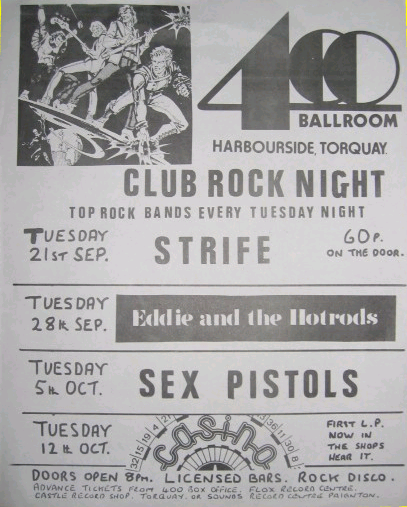 400
BALLROOM
HARBOURSIDE, TORQUAY.
CLUB ROCK NIGHT
TOP ROCK BANDS EVERY TUESDAY NIGHT
TUESDAY
21ST SEP.
STRIFE
60P.
ON THE DOOR.
TUESDAY
28th SEP.
Eddie and the Hotrods
TUESDAY
5th OCT.
SEX PISTOLS
TUESDAY
12th OCT.
casino
FIRST L.P.
NOW IN
THE SHOPS
HEAR IT.
DOORS OPEN 8PM. LICENSED BARS. ROCK DISCO.
ADVANCE TICKETS FROM 400 BOX OFFICE. FLOX RECORD CENTRE.
CASTLE RECORD SHOP. TORQUAY. OR SOUNDS RECORD CENTRE PAIGNTON.